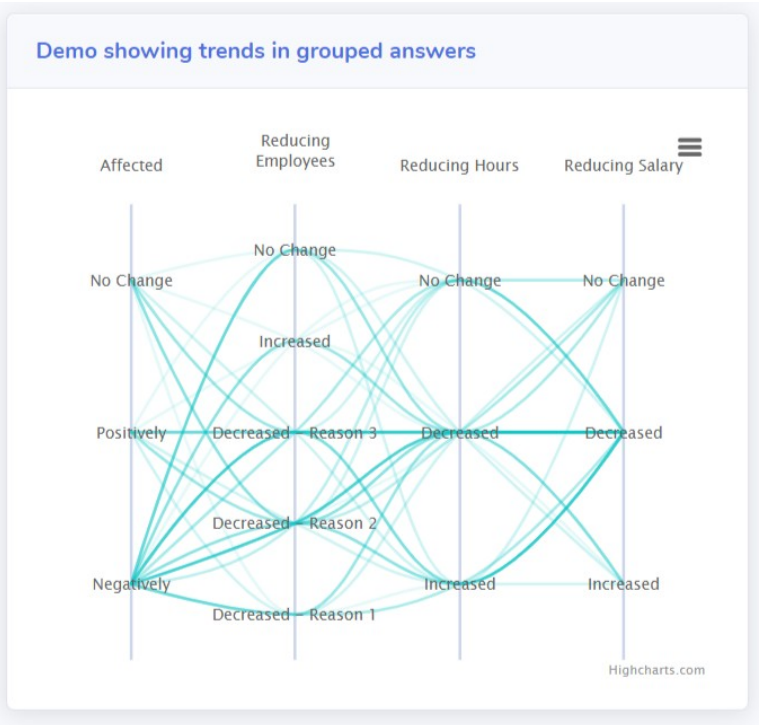 Demo showing trends in grouped answers
Affected
Reducing
Employees
Reducing Hours
Reducing Salary
No Change
Positively
Negatively
No Change
Increased
Decreased - Reason 3
Decreased - Reason 2
Decreased - Reason 1
No Change
Decreased
Increased
No Change
Decreased
Increased
Highcharts.com